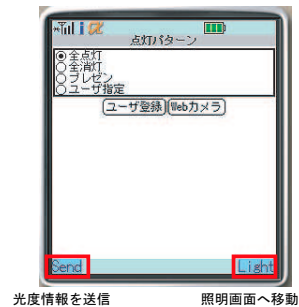 点灯パターン
全点灯
全消灯
プレゼン
ユーザ指定
ユーザ登録 Webカメラ
Send Light
光度情報を送信 照明画面へ移動